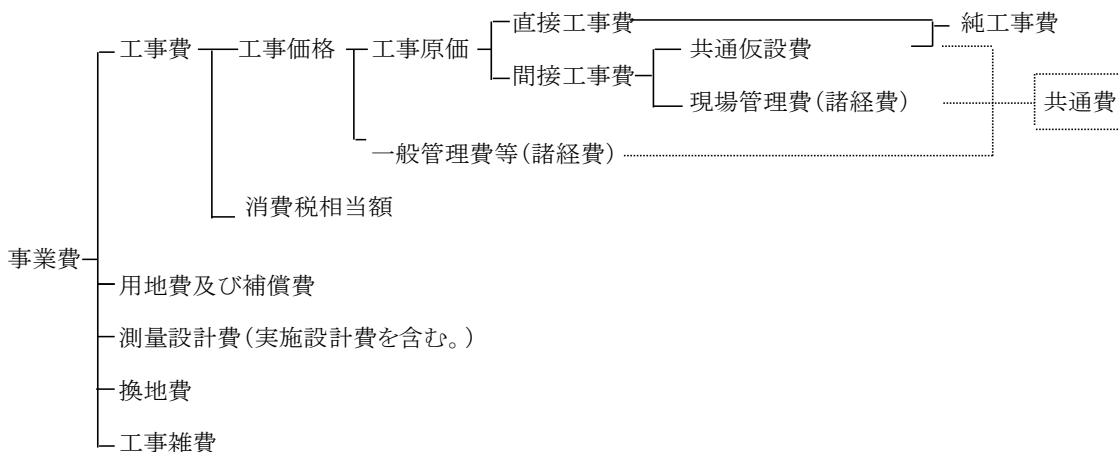 直接工事費
純工事費
工事費
工事価格
工事原価
共通仮設費
間接工事費
現場管理費(諸経費)
共通費
一般管理費等(諸経費)
消費税相当額
事業費
用地費及び補償費
測量設計費(実施設計費を含む。)
換地費
工事雑費